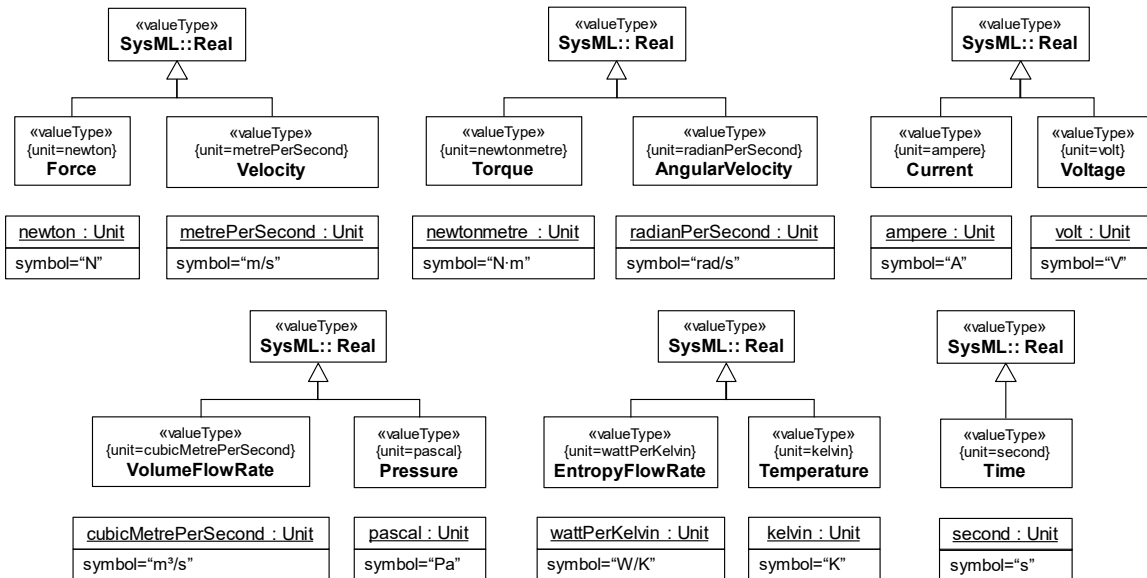 «valueType»
SysML::Real
«valueType»
SysML:: Real
«valueType»
SysML:: Real
«valueType»
{unit=newton}
Force
«valueType»
{unit=metrePerSecond}
Velocity
«valueType»
{unit=newtonmetre}
Torque
«valueType»
{unit=radianPerSecond}
AngularVelocity
«valueType»
{unit=ampere}
Current
«valueType»
{unit=volt}
Voltage
newton : Unit
symbol=“N”
metrePerSecond : Unit
symbol=“m/s”
newtonmetre : Unit
symbol=“N·m”
radianPerSecond : Unit
symbol=“rad/s”
ampere : Unit
symbol=“A”
volt : Unit
symbol=“V”
«valueType»
SysML:: Real
«valueType»
SysML:: Real
«valueType»
SysML:: Real
«valueType»
{unit=cubicMetrePerSecond}
VolumeFlowRate
«valueType»
{unit=pascal}
Pressure
«valueType»
{unit=wattPerKelvin}
EntropyFlowRate
«valueType»
{unit=kelvin}
Temperature
«valueType»
{unit=second}
Time
cubicMetrePerSecond : Unit
symbol=“m³/s”
pascal : Unit
symbol=“Pa”
wattPerKelvin : Unit
symbol=“W/K”
kelvin : Unit
symbol=“K”
second : Unit
symbol=“s”